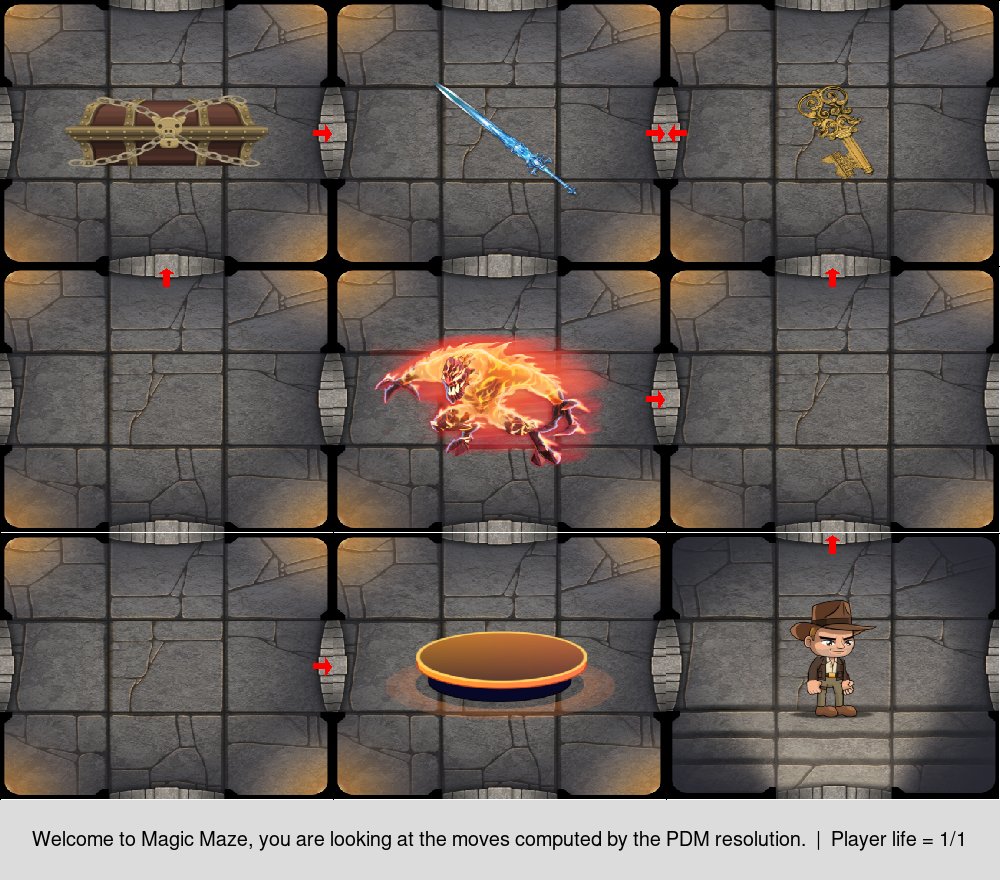 Welcome to Magic Maze, you are looking at the moves computed by the PDM resolution.  |  Player life = 1/1